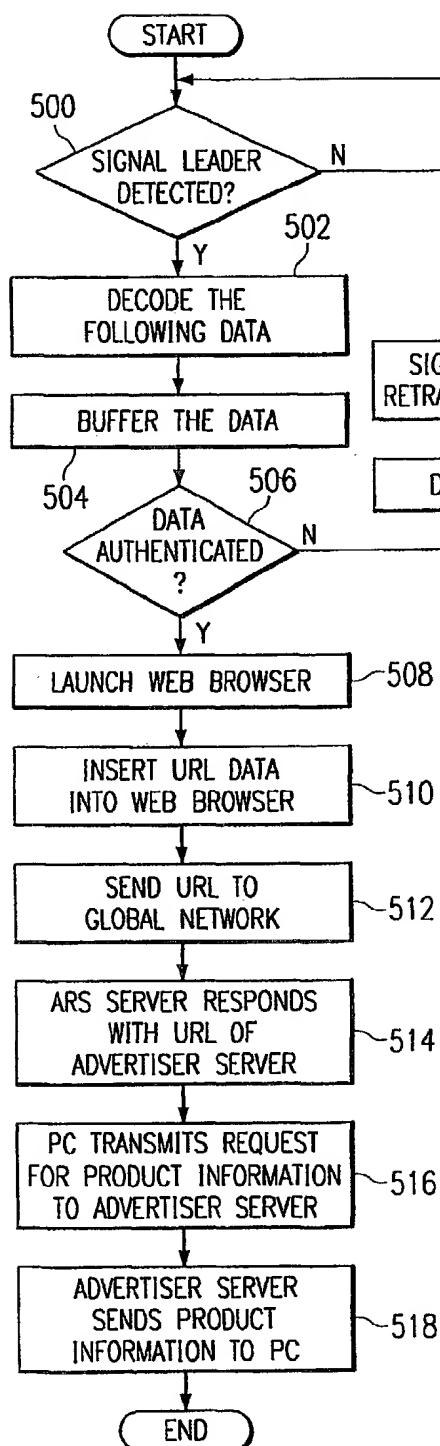 START
500
SIGNAL LEADER
DETECTED?
N
Y
502
DECODE THE
FOLLOWING DATA
BUFFER THE DATA
504
506
DATA
AUTHENTICATED
?
N
Y
LAUNCH WEB BROWSER
508
INSERT URL DATA
INTO WEB BROWSER
510
SEND URL TO
GLOBAL NETWORK
512
ARS SERVER RESPONDS
WITH URL OF
ADVERTISER SERVER
514
PC TRANSMITS REQUEST
FOR PRODUCT INFORMATION
TO ADVERTISER SERVER
516
ADVERTISER SERVER
SENDS PRODUCT
INFORMATION TO PC
518
END